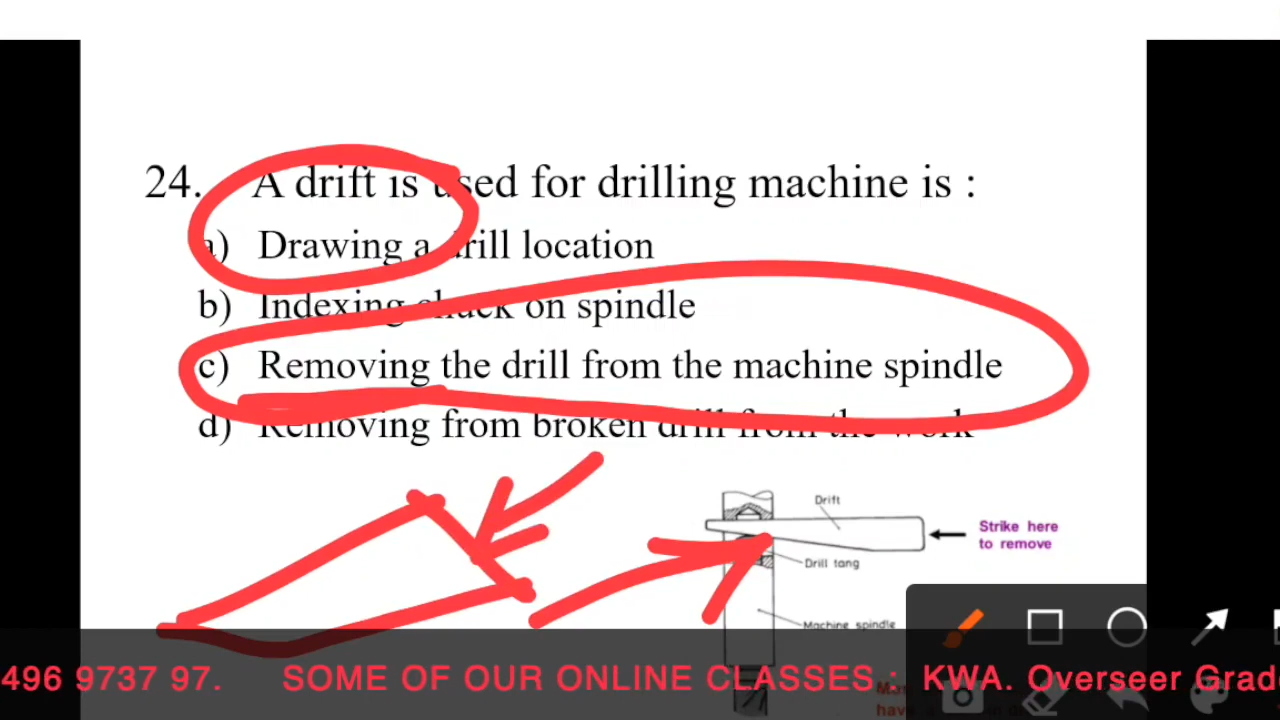 24. A drift is used for drilling machine is :
a) Drawing a drill location
b) Indexing chuck on spindle
c) Removing the drill from the machine spindle
d) Removing from broken drill from the work
Drift
Strike here
to remove
Drill tang
Machine spindle
496 9737 97. SOME OF OUR ONLINE CLASSES : KWA. Overseer Grad
have